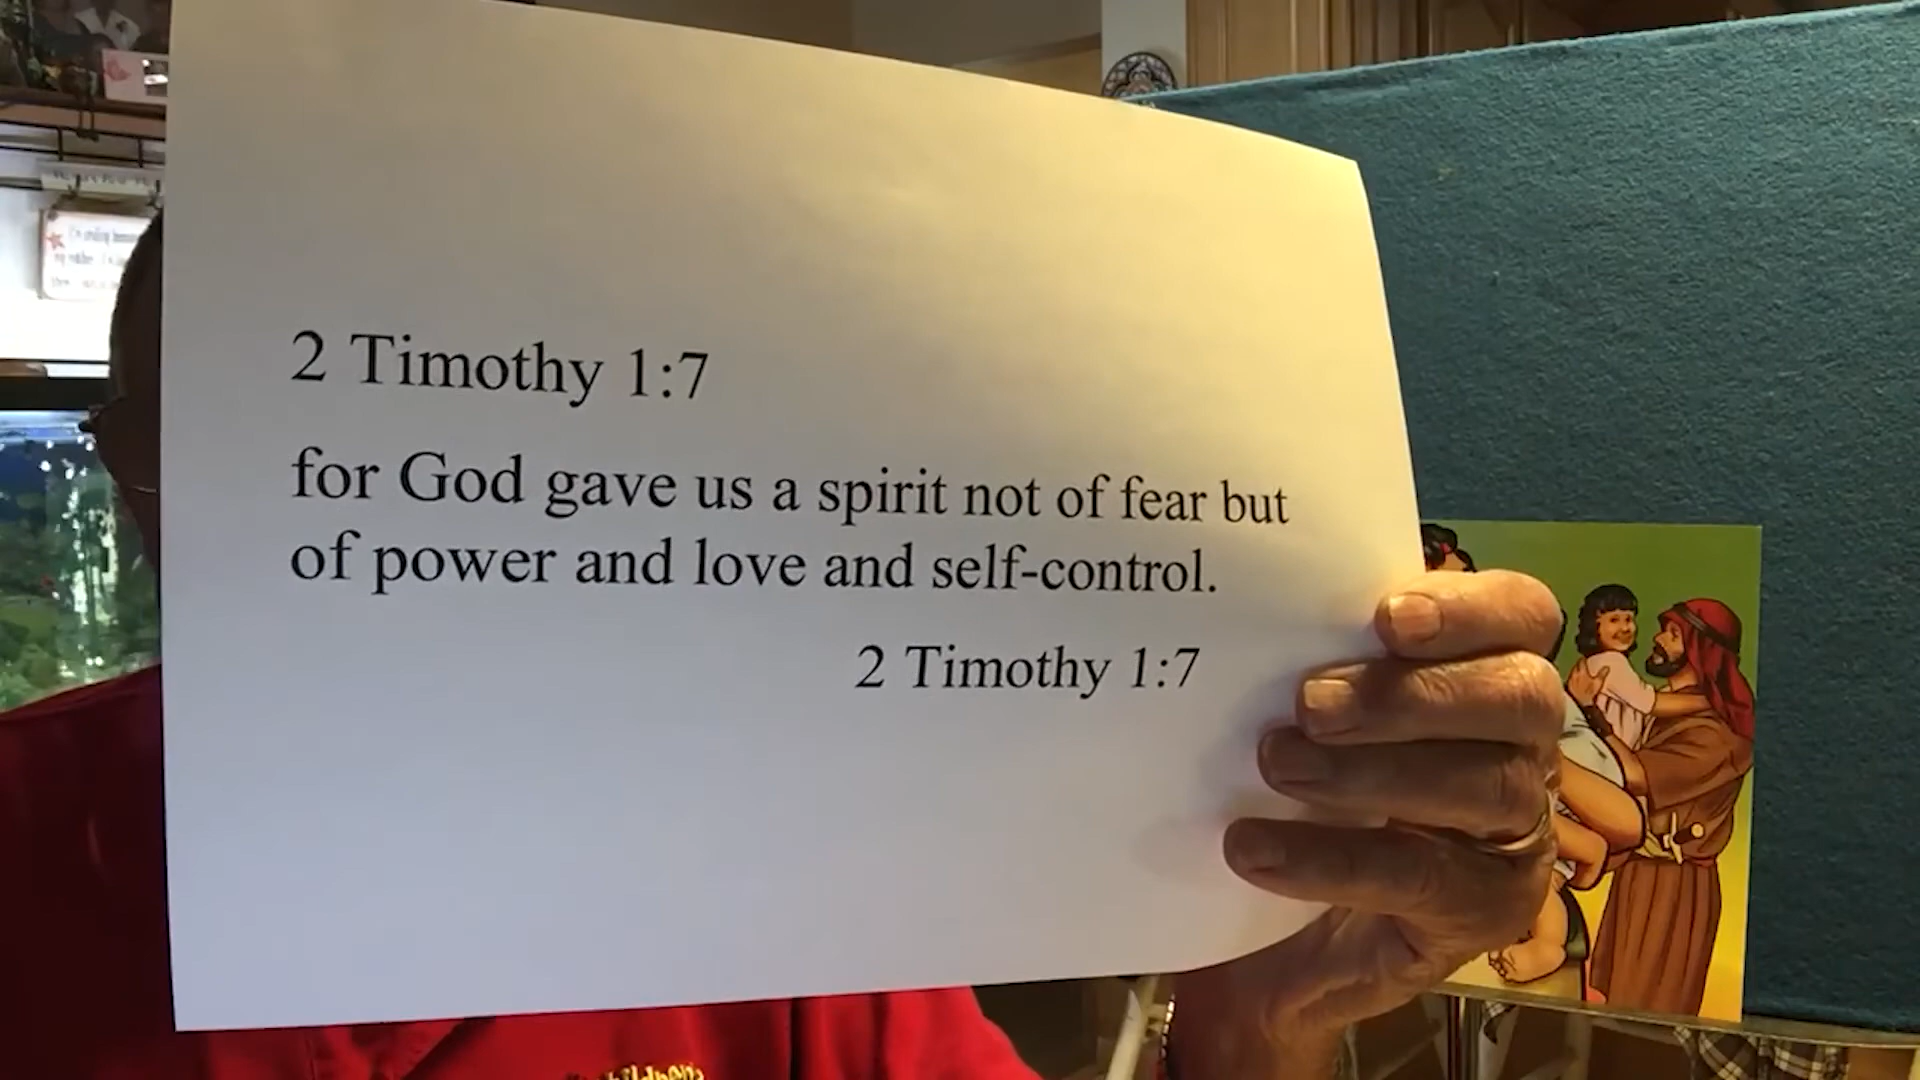 2 Timothy 1:7
for God gave us a spirit not of fear but
of power and love and self-control.
2 Timothy 1:7